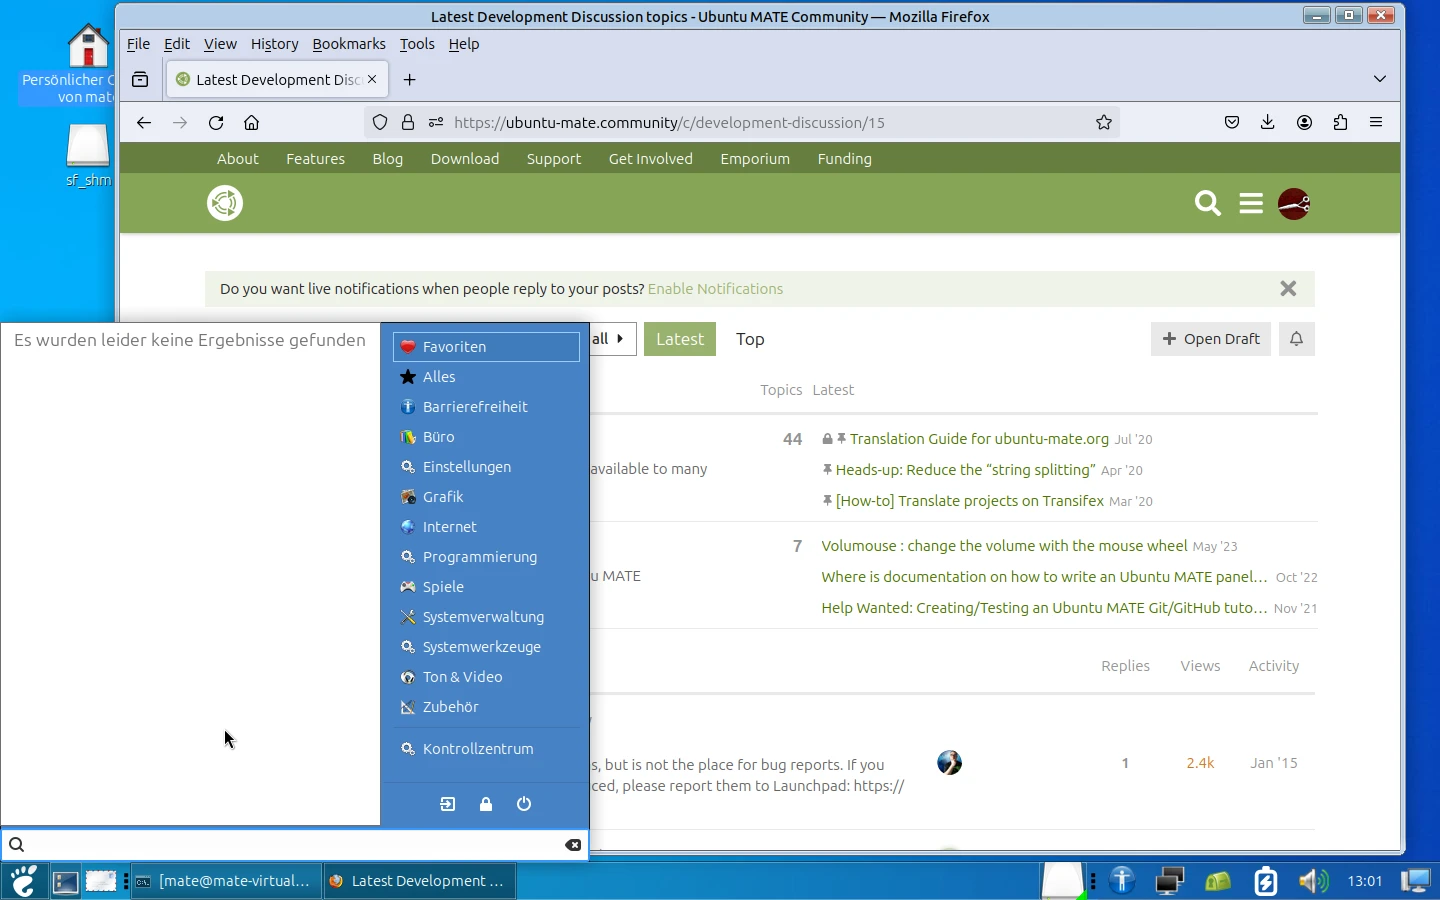 Latest Development Discussion topics - Ubuntu MATE Community — Mozilla Firefox
File Edit View History Bookmarks Tools Help
Persönlicher
von mate
Latest Development Disc
https://ubuntu-mate.community/c/development-discussion/15
sf_shm
About Features Blog Download Support Get Involved Emporium Funding
Do you want live notifications when people reply to your posts? Enable Notifications
all Latest Top Open Draft
Es wurden leider keine Ergebnisse gefunden
Favoriten
Alles
Barrierefreiheit
Büro
Einstellungen
Grafik
Internet
Programmierung
Spiele
Systemverwaltung
Systemwerkzeuge
Ton & Video
Zubehör
Kontrollzentrum
Topics Latest
44 Translation Guide for ubuntu-mate.org Jul '20
available to many Heads-up: Reduce the “string splitting” Apr '20
[How-to] Translate projects on Transifex Mar '20
7 Volumouse : change the volume with the mouse wheel May '23
u MATE Where is documentation on how to write an Ubuntu MATE panel... Oct '22
Help Wanted: Creating/Testing an Ubuntu MATE Git/GitHub tuto... Nov '21
Replies Views Activity
s, but is not the place for bug reports. If you 1 2.4k Jan '15
ced, please report them to Launchpad: https://
[mate@mate-virtual... Latest Development ... 13:01